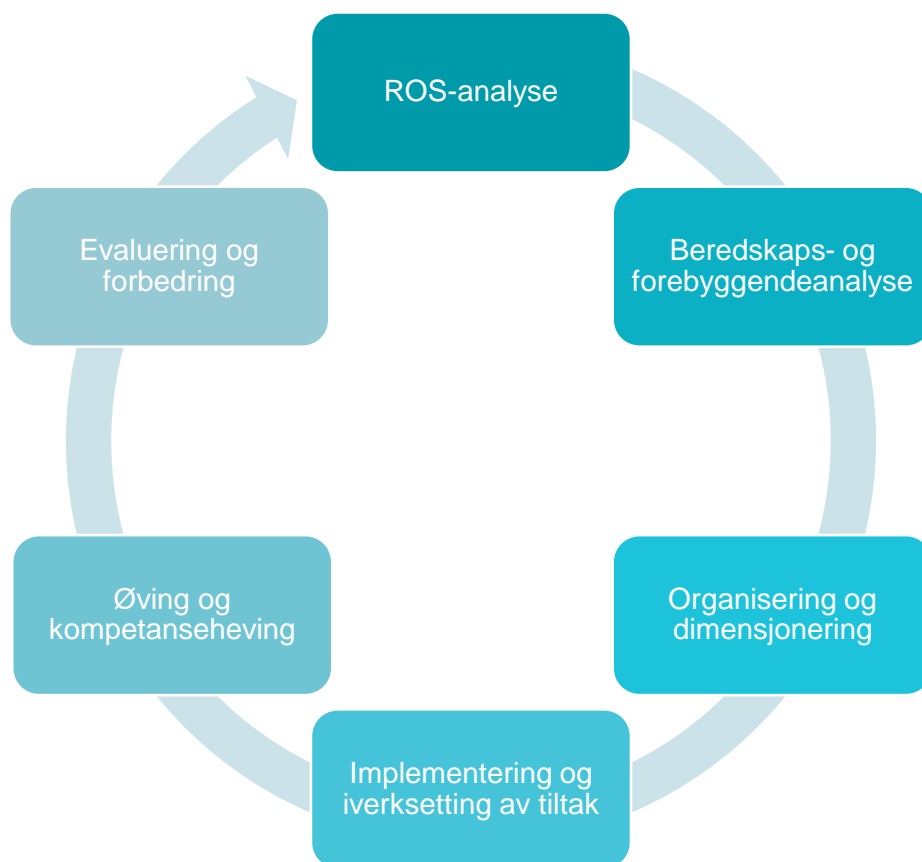 ROS-analyse
Beredskaps- og
forebyggendeanalyse
Organisering og
dimensjonering
Implementering og
iverksetting av tiltak
Øving og
kompetanseheving
Evaluering og
forbedring